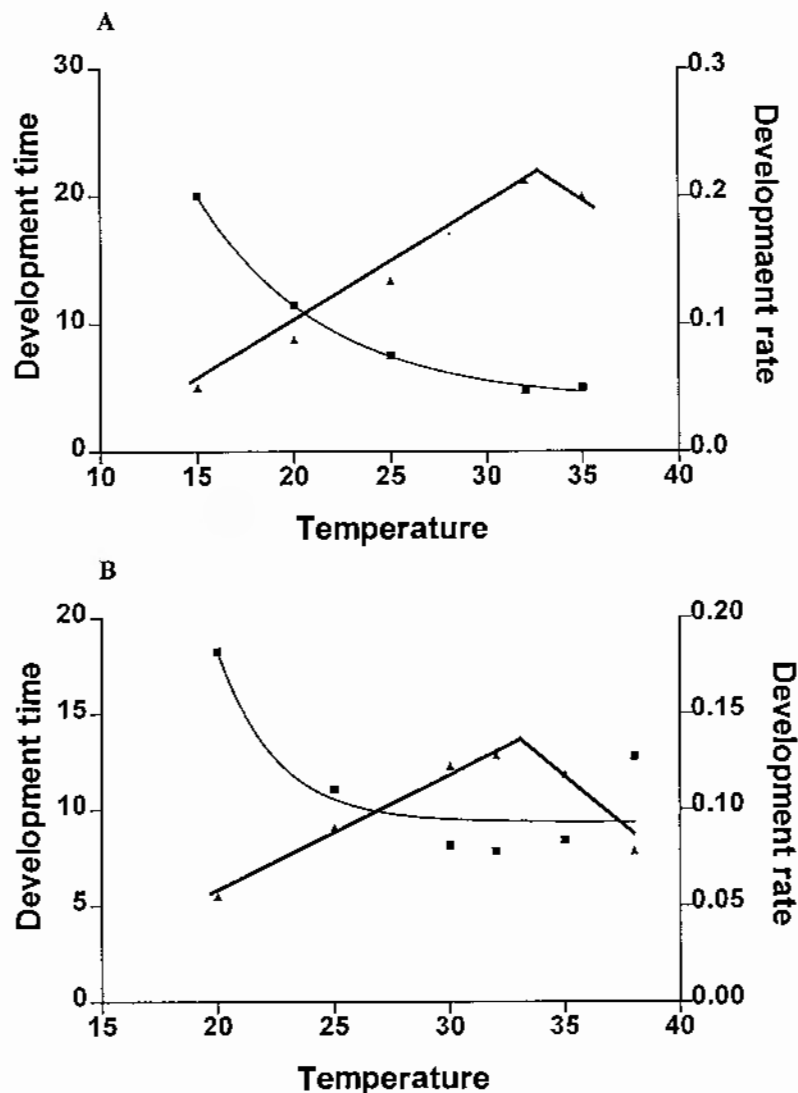 A
30
20
10
0
Development time
0.3
0.2
0.1
0.0
Developmaent rate
10 15 20 25 30 35 40
Temperature
B
20
15
10
5
0
Development time
0.20
0.15
0.10
0.05
0.00
Development rate
15 20 25 30 35 40
Temperature